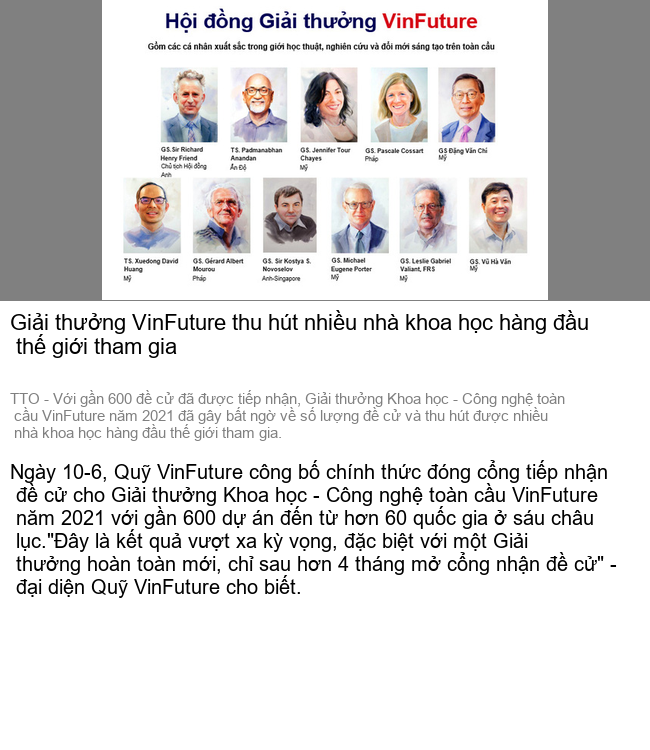 Hội đồng Giải thưởng VinFuture
Gồm các cá nhân xuất sắc trong giới học thuật, nghiên cứu và đổi mới sáng tạo trên toàn cầu
GS.Sir Richard
Henry Friend
Chủ tịch Hội đồng
Anh
TS. Padmanabhan
Anandan
Ấn Độ
GS. Jennifer Tour
Chayes
Mỹ
GS. Pascale Cossart
Pháp
GS Đặng Văn Chí
Mỹ
TS. Xuedong David
Huang
Mỹ
GS. Gérard Albert
Mourou
Pháp
GS. Sir Kostya S.
Novoselov
Anh-Singapore
GS. Michael
Eugene Porter
Mỹ
GS. Leslie Gabriel
Valiant, FRS
Mỹ
GS. Vũ Hà Văn
Mỹ
Giải thưởng VinFuture thu hút nhiều nhà khoa học hàng đầu
thế giới tham gia
TTO - Với gần 600 đề cử đã được tiếp nhận, Giải thưởng Khoa học - Công nghệ toàn
cầu VinFuture năm 2021 đã gây bất ngờ về số lượng đề cử và thu hút được nhiều
nhà khoa học hàng đầu thế giới tham gia.
Ngày 10-6, Quỹ VinFuture công bố chính thức đóng cổng tiếp nhận
đề cử cho Giải thưởng Khoa học - Công nghệ toàn cầu VinFuture
năm 2021 với gần 600 dự án đến từ hơn 60 quốc gia ở sáu châu
lục."Đây là kết quả vượt xa kỳ vọng, đặc biệt với một Giải
thưởng hoàn toàn mới, chỉ sau hơn 4 tháng mở cổng nhận đề cử" -
đại diện Quỹ VinFuture cho biết.